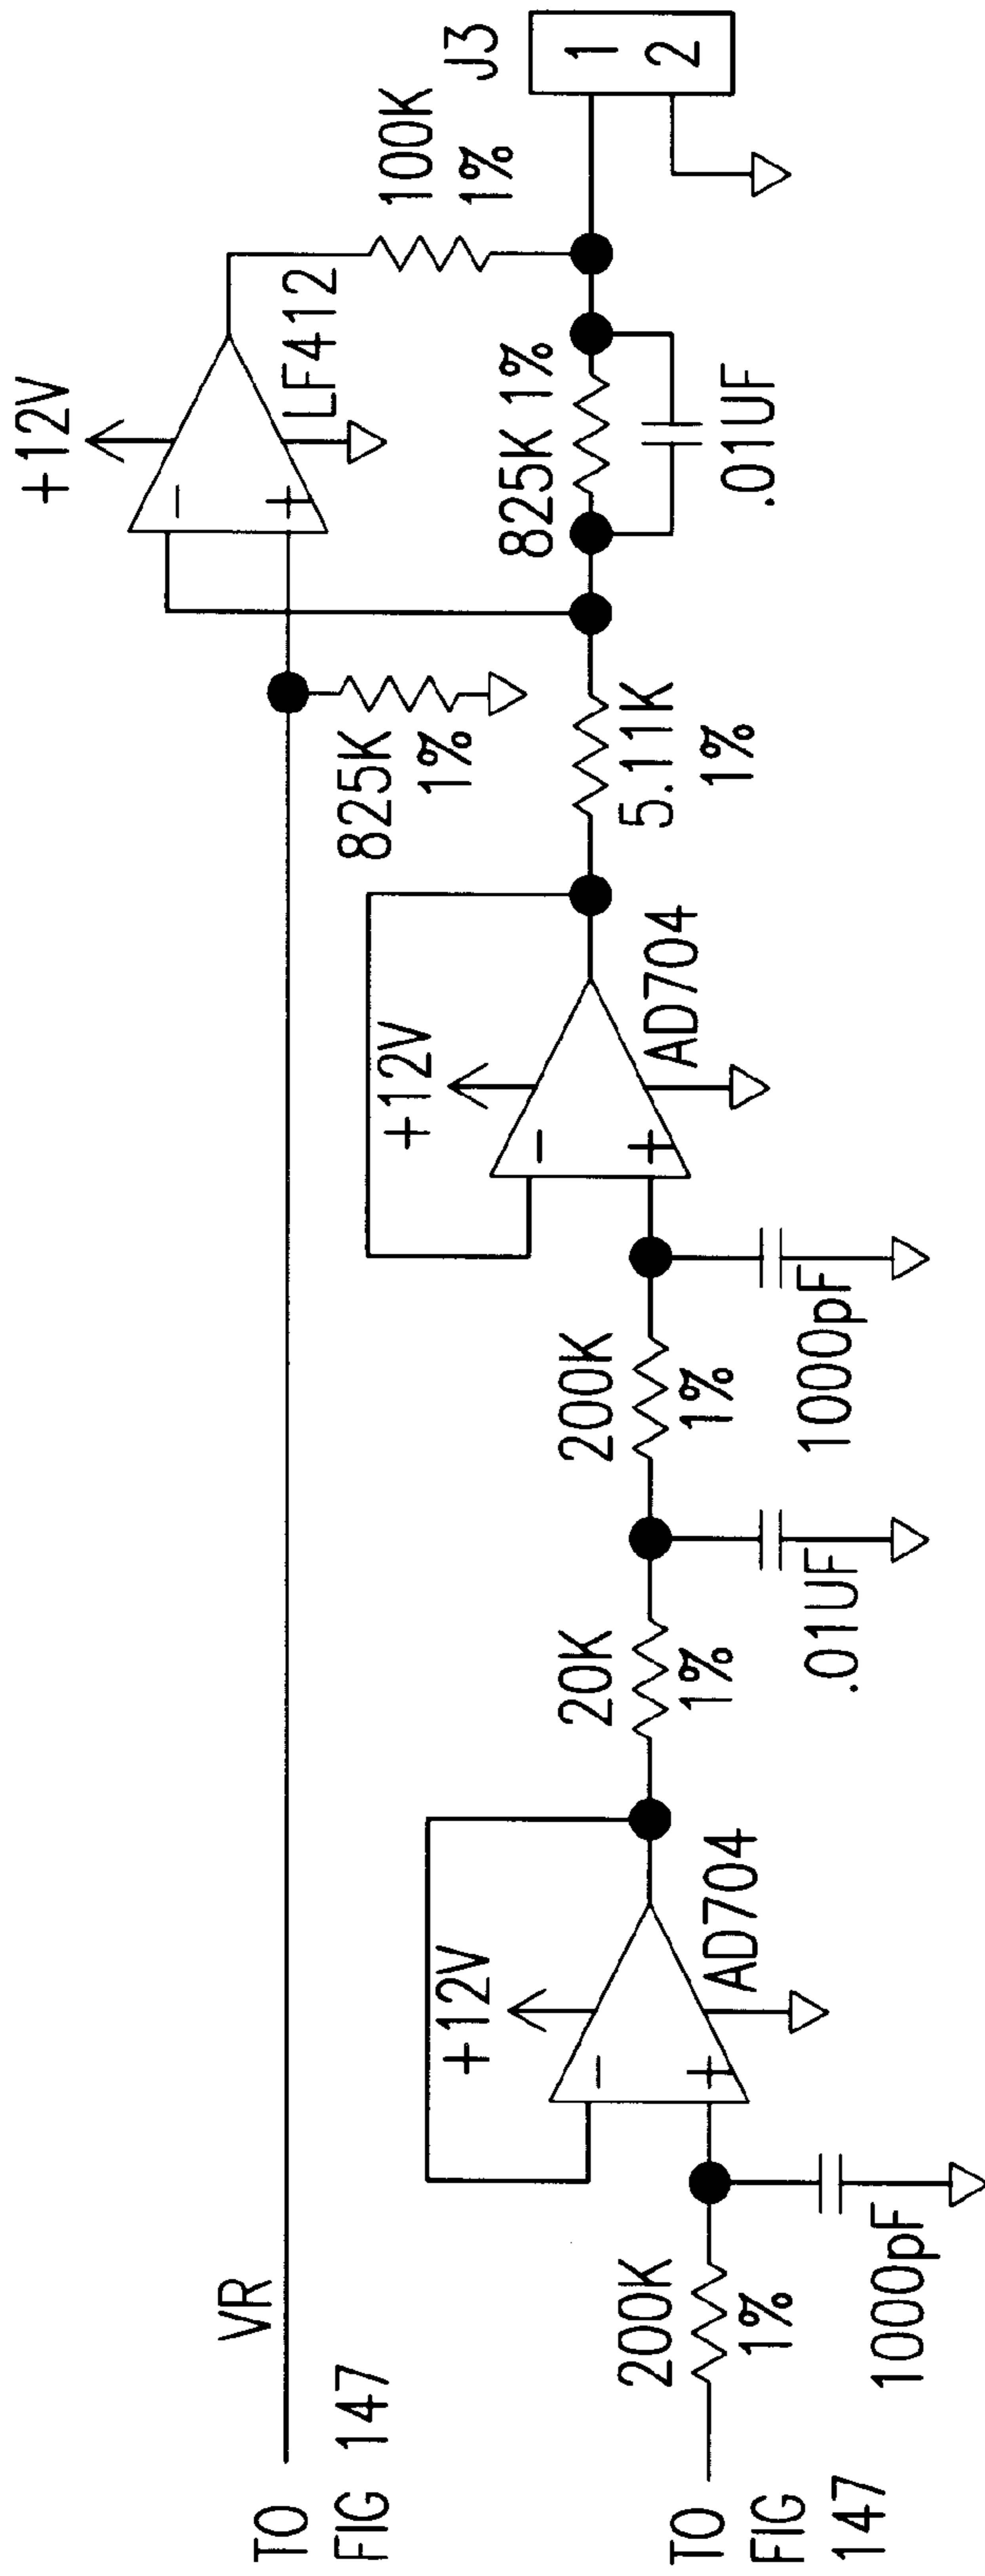 TO
FIG 147
VR
+12V
LF412
100K
1%
J3
1
2
825K
1%
825K 1%
.01UF
TO
FIG
147
200K
1%
1000pF
+12V
AD704
20K
1%
.01UF
200K
1%
1000pF
+12V
AD704
5.11K
1%